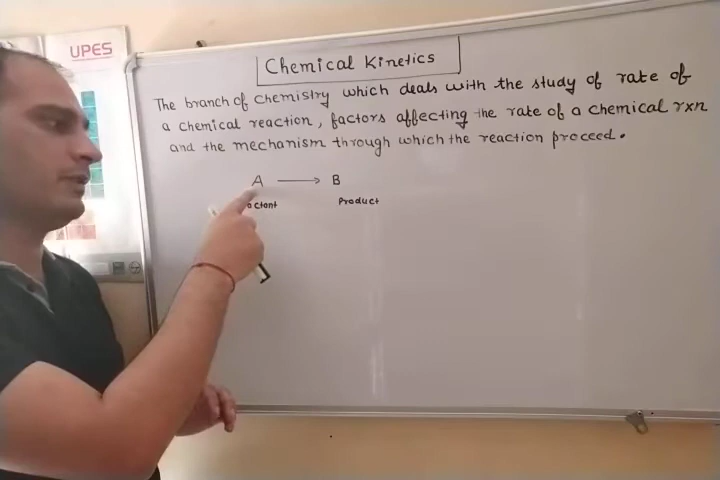 UPES
Chemical Kinetics
The branch of chemistry which deals with the study of rate of
a chemical reaction, factors affecting the rate of a chemical rxn
and the mechanism through which the reaction proceed.
A → B
actant Product